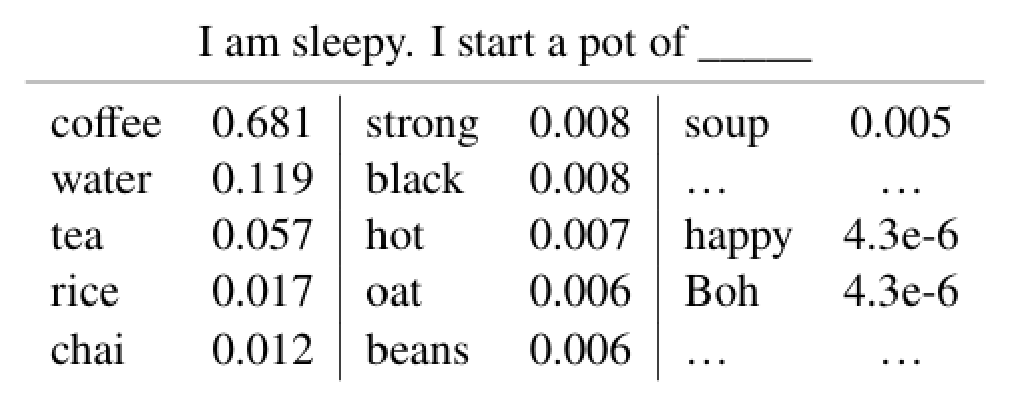 I am sleepy. I start a pot of _____
coffee 0.681 strong 0.008 soup 0.005
water 0.119 black 0.008 ... ...
tea 0.057 hot 0.007 happy 4.3e-6
rice 0.017 oat 0.006 Boh 4.3e-6
chai 0.012 beans 0.006 ... ...